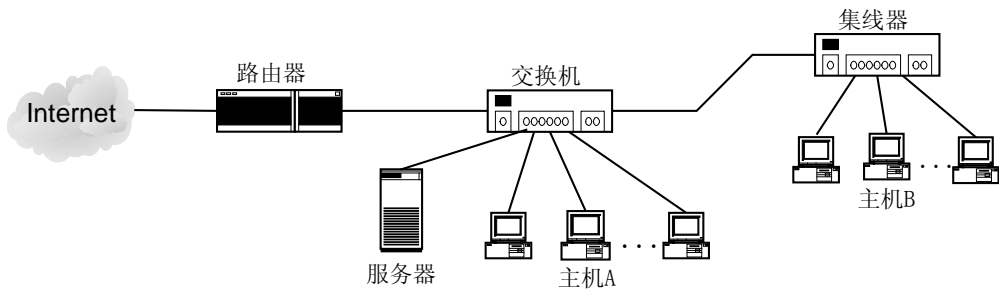 集线器
路由器
交换机
Internet
主机B
服务器
主机A